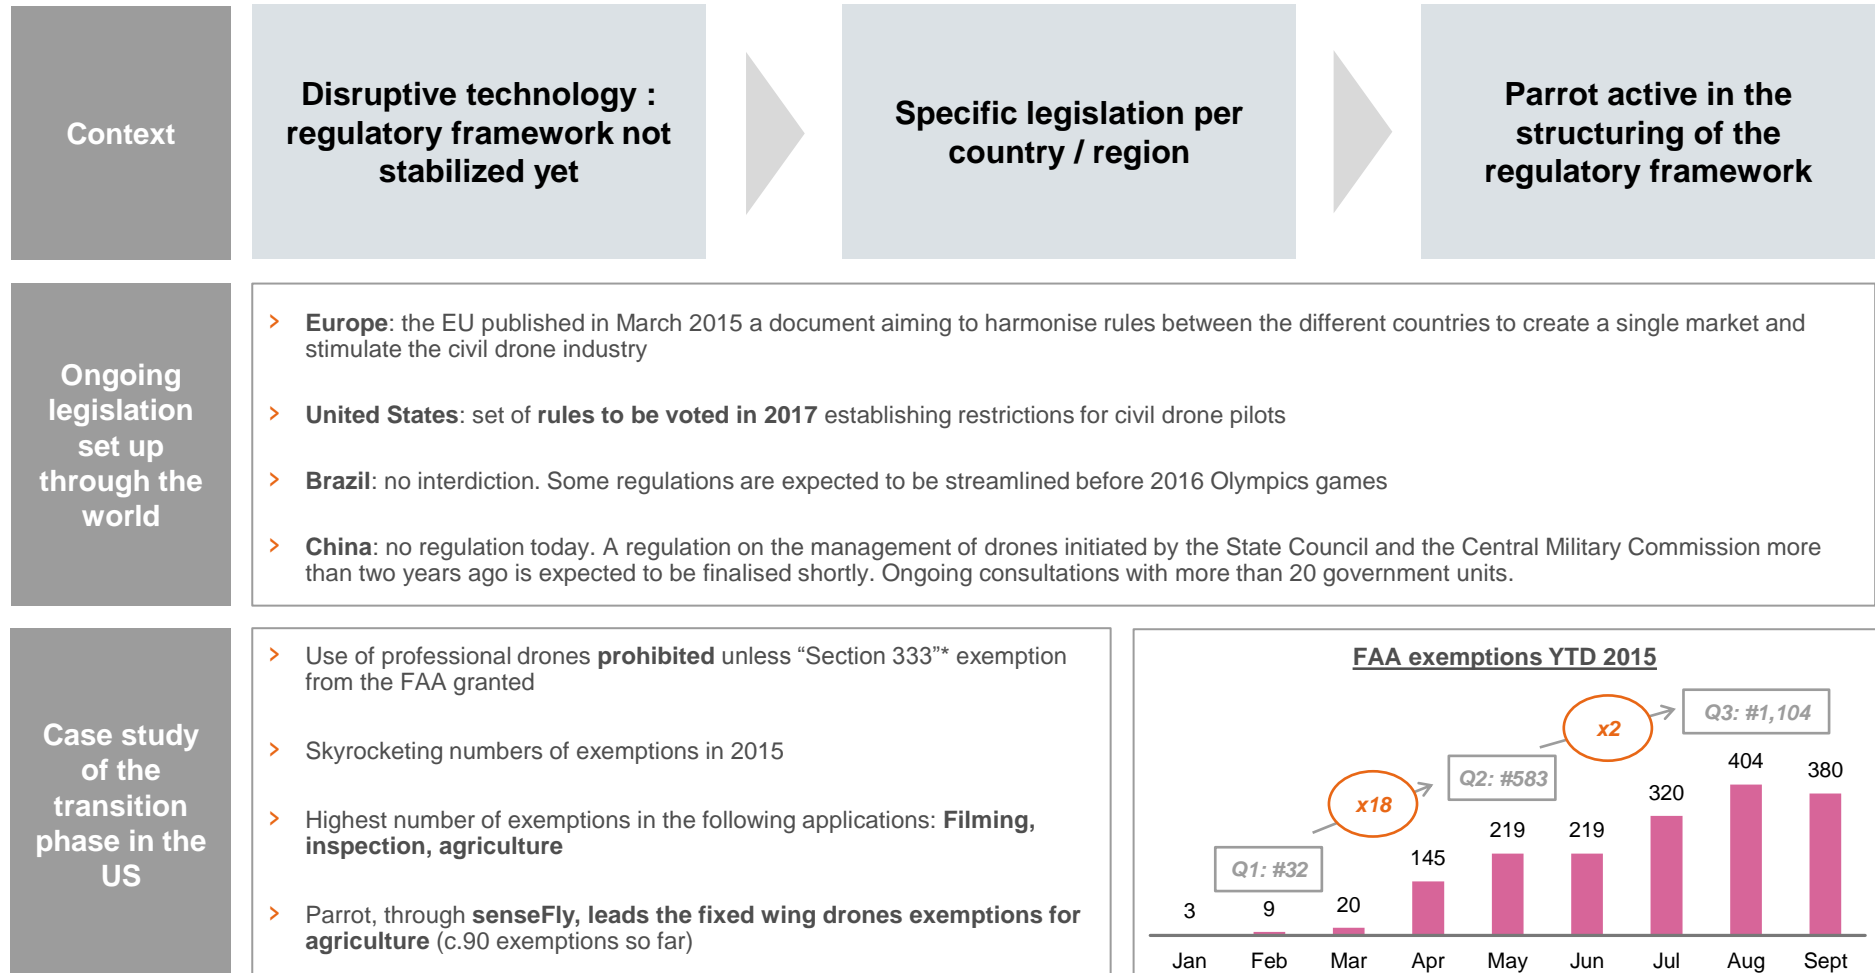 Context
Disruptive technology :
regulatory framework not
stabilized yet
Specific legislation per
country / region
Parrot active in the
structuring of the
regulatory framework
Ongoing
legislation
set up
through the
world
> Europe: the EU published in March 2015 a document aiming to harmonise rules between the different countries to create a single market and
stimulate the civil drone industry
> United States: set of rules to be voted in 2017 establishing restrictions for civil drone pilots
> Brazil: no interdiction. Some regulations are expected to be streamlined before 2016 Olympics games
> China: no regulation today. A regulation on the management of drones initiated by the State Council and the Central Military Commission more
than two years ago is expected to be finalised shortly. Ongoing consultations with more than 20 government units.
Case study
of the
transition
phase in the
US
> Use of professional drones prohibited unless “Section 333”* exemption
from the FAA granted
> Skyrocketing numbers of exemptions in 2015
> Highest number of exemptions in the following applications: Filming,
inspection, agriculture
> Parrot, through senseFly, leads the fixed wing drones exemptions for
agriculture (c.90 exemptions so far)
FAA exemptions YTD 2015
Q1: #32
x18
Q2: #583
x2
Q3: #1,104
3 9 20 145 219 219 320 404 380
Jan Feb Mar Apr May Jun Jul Aug Sept